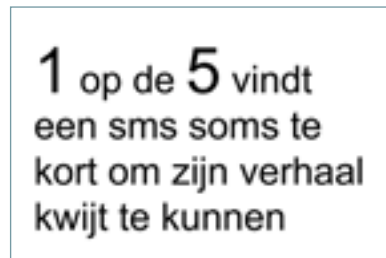 1 op de 5 vindt
een sms soms te
kort om zijn verhaal
kwijt te kunnen